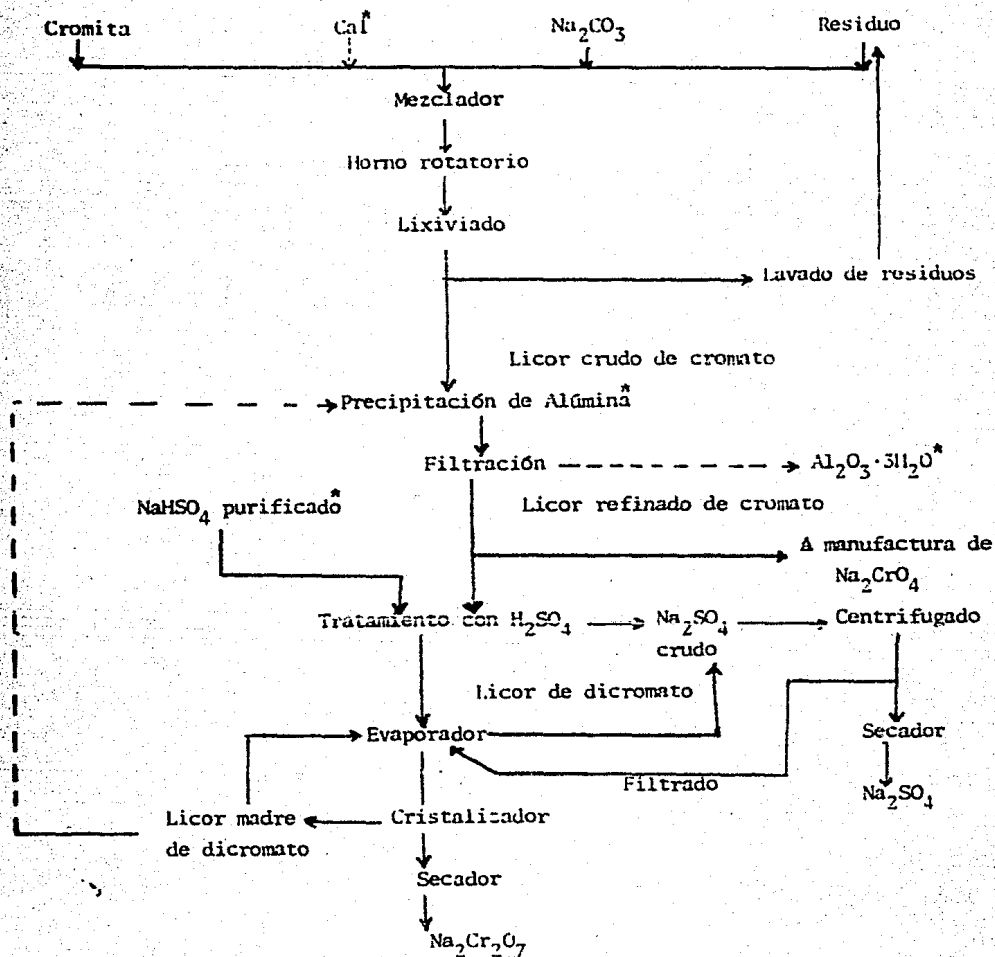 Cromita Cal* Na₂CO₃ Residuo
Mezclador
Horno rotatorio
Lixiviado
Lavado de residuos
Licor crudo de cromato
Precipitación de Alúmina*
Filtración Al₂O₃·3H₂O*
NaHSO₄ purificado*
Licor refinado de cromato
A manufactura de
Na₂CrO₄
Tratamiento con H₂SO₄ Na₂SO₄ Centrifugado
crudo
Licor de dicromato
Evaporador Secador
Filtrado
Na₂SO₄
Licor madre Cristalizador
de dicromato
Secador
Na₂Cr₂O₇